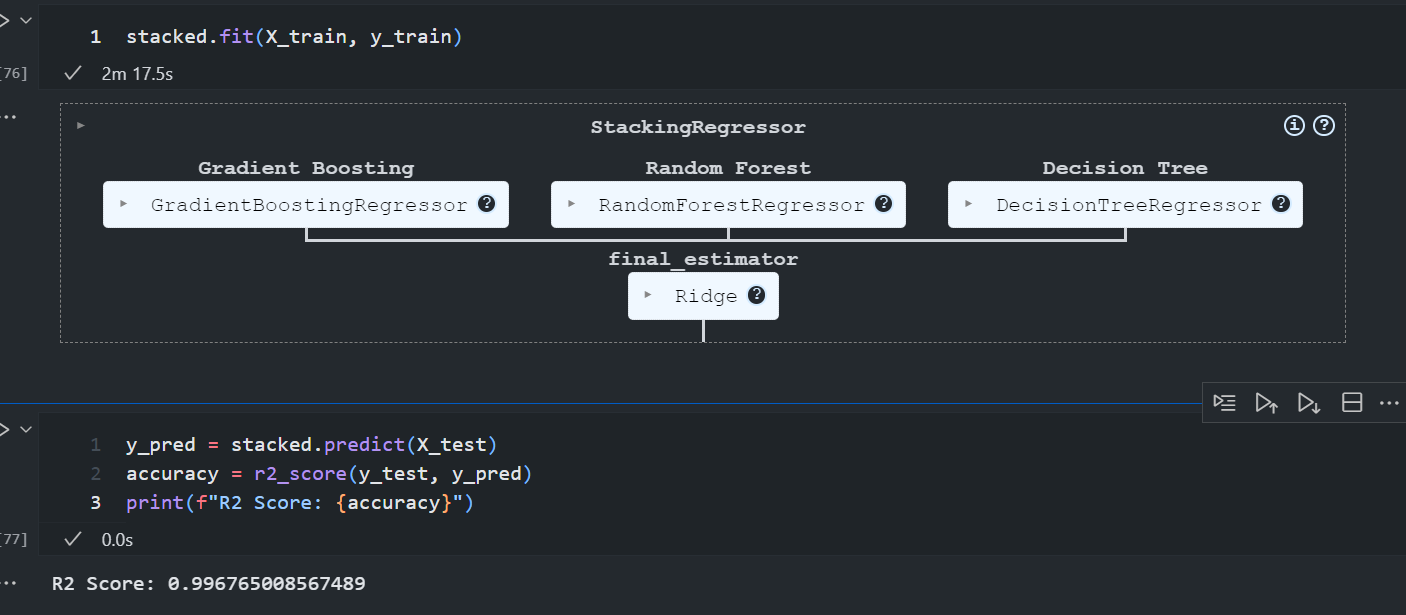 1 stacked.fit(X_train, y_train)
76] 2m 17.5s
StackingRegressor
Gradient Boosting Random Forest Decision Tree
GradientBoostingRegressor ? RandomForestRegressor ? DecisionTreeRegressor ?
final_estimator
Ridge ?
1 y_pred = stacked.predict(X_test)
2 accuracy = r2_score(y_test, y_pred)
3 print(f"R2 Score: {accuracy}")
77] 0.0s
R2 Score: 0.996765008567489